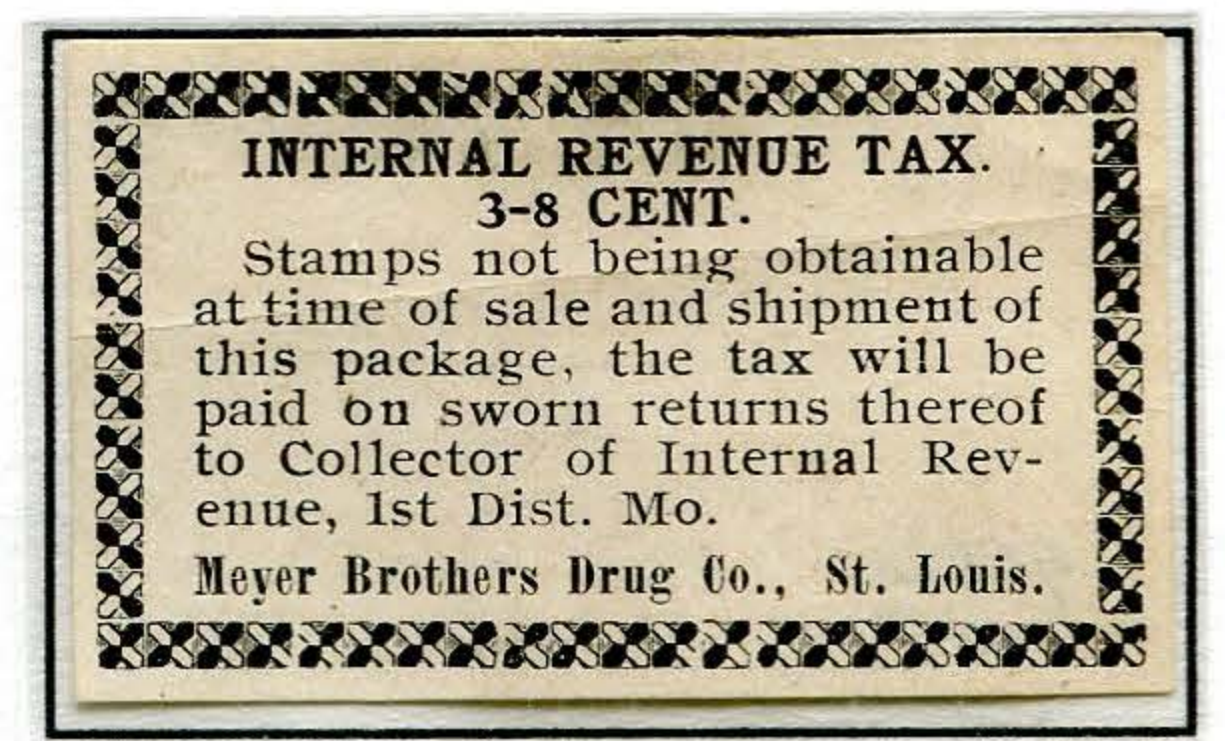 INTERNAL REVENUE TAX.
3-8 CENT.
Stamps not being obtainable
at time of sale and shipment of
this package, the tax will be
paid on sworn returns thereof
to Collector of Internal Rev-
enue, 1st Dist. Mo.
Meyer Brothers Drug Co., St. Louis.